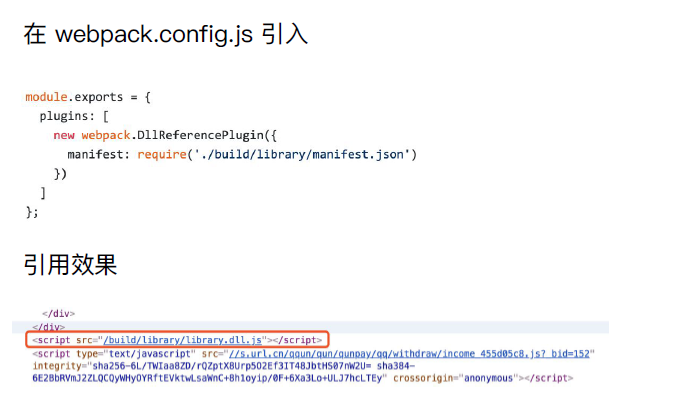 在 webpack.config.js 引入
module.exports = {
plugins: [
new webpack.DllReferencePlugin({
manifest: require('./build/library/manifest.json')
})
]
};
引用效果
</div>
</div>
<script src="/build/library/library.dll.js"></script>
<script type="text/javascript" src="//s.url.cn/qqun/qun/qunpay/qq/withdraw/income_455d05c8.js?_bid=152"
integrity="sha256-6L/TWIaa8ZD/rQZptX8Urp5O2Ef3IT48JbtHS07nW2U= sha384-
6E2BbRVmJ2ZLQCQyWHyOYRftEVktwLsaWnC+8h1oyip/0F+6Xa3Lo+ULJ7hcLTEy" crossorigin="anonymous"></script>